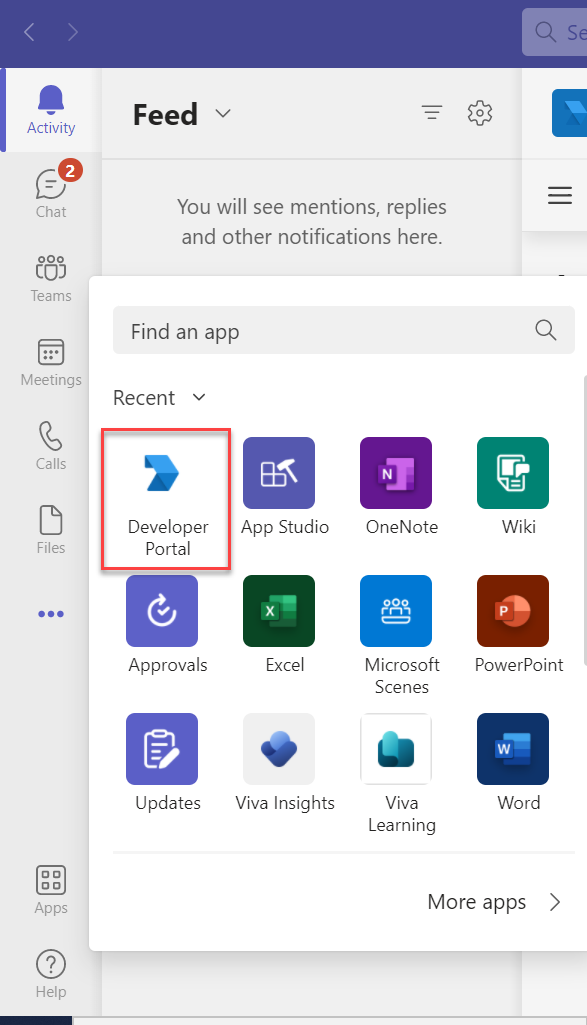 Se
Activity
Feed
2
Chat
You will see mentions, replies
and other notifications here.
Teams
Find an app
Meetings
Recent
Calls
Developer
Portal
App Studio
N
OneNote
Wiki
Files
X
P
Approvals
Excel
Microsoft
Scenes
PowerPoint
W
Updates
Viva Insights
Viva
Learning
Word
Apps
More apps
?
Help